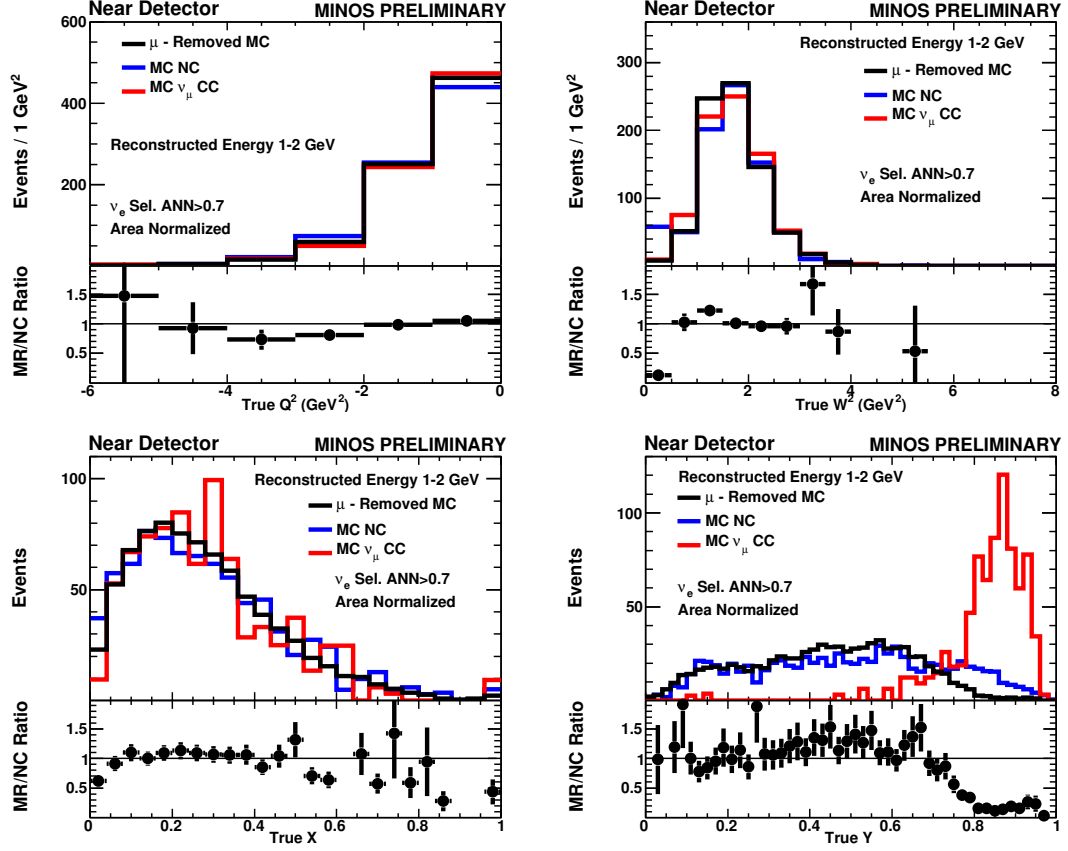 Near Detector MINOS PRELIMINARY
600
400
200
Events / 1 GeV²
μ - Removed MC
MC NC
MC νμ CC
Reconstructed Energy 1-2 GeV
νe Sel. ANN>0.7
Area Normalized
MR/NC Ratio
1.5
1
0.5
-6 -4 -2 0
True Q² (GeV²)
Near Detector MINOS PRELIMINARY
300
200
100
Events / 1 GeV²
Reconstructed Energy 1-2 GeV
μ - Removed MC
MC NC
MC νμ CC
νe Sel. ANN>0.7
Area Normalized
MR/NC Ratio
1.5
1
0.5
0 2 4 6 8
True W² (GeV²)
Near Detector MINOS PRELIMINARY
100
50
Events
Reconstructed Energy 1-2 GeV
μ - Removed MC
MC NC
MC νμ CC
νe Sel. ANN>0.7
Area Normalized
MR/NC Ratio
1.5
1
0.5
0 0.2 0.4 0.6 0.8 1
True X
Near Detector MINOS PRELIMINARY
100
50
Events
Reconstructed Energy 1-2 GeV
μ - Removed MC
MC NC
MC νμ CC
νe Sel. ANN>0.7
Area Normalized
MR/NC Ratio
1.5
1
0.5
0 0.2 0.4 0.6 0.8 1
True Y